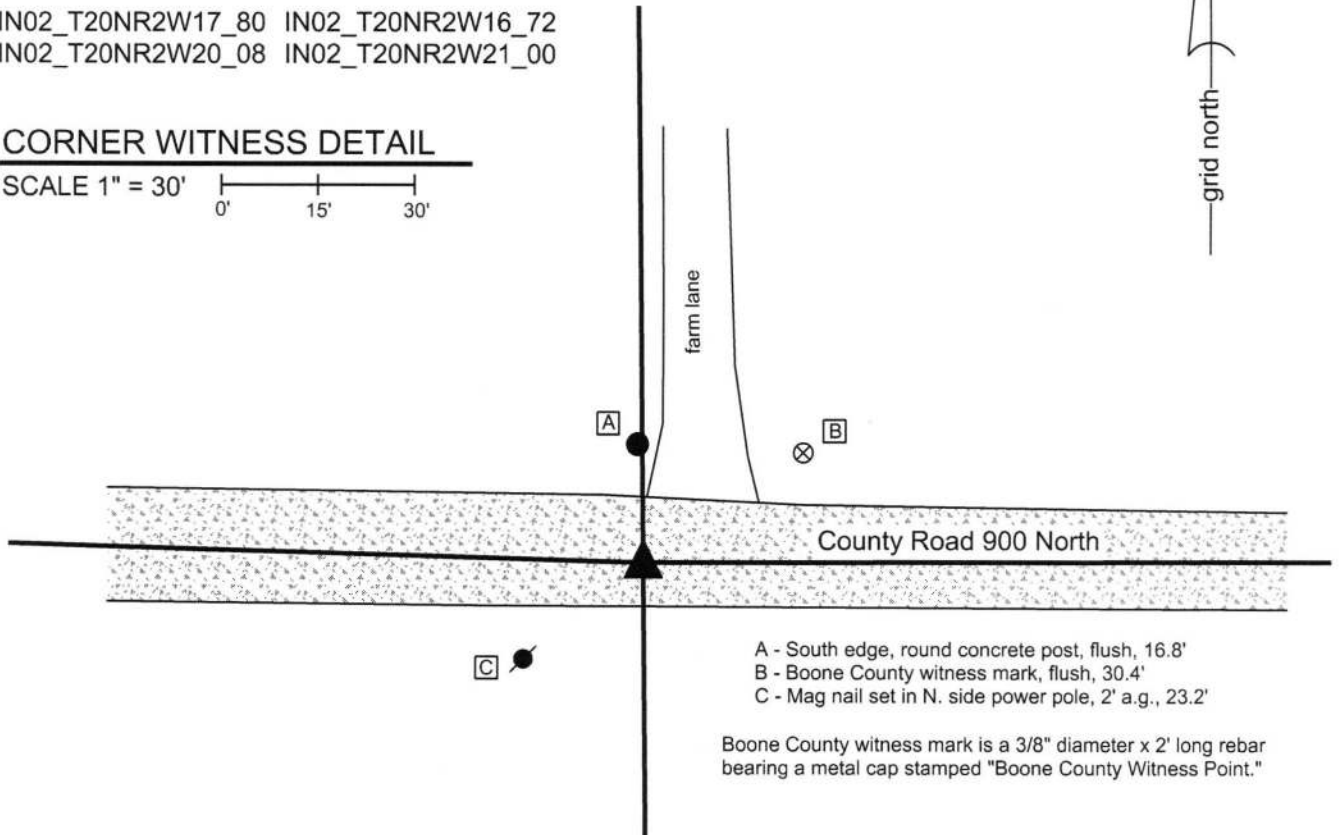 IN02_T20NR2W17_80 IN02_T20NR2W16_72
IN02_T20NR2W20_08 IN02_T20NR2W21_00
CORNER WITNESS DETAIL
SCALE 1" = 30'
0' 15' 30'
grid north
farm lane
A
B
County Road 900 North
C
A - South edge, round concrete post, flush, 16.8'
B - Boone County witness mark, flush, 30.4'
C - Mag nail set in N. side power pole, 2' a.g., 23.2'
Boone County witness mark is a 3/8" diameter x 2' long rebar
bearing a metal cap stamped "Boone County Witness Point."